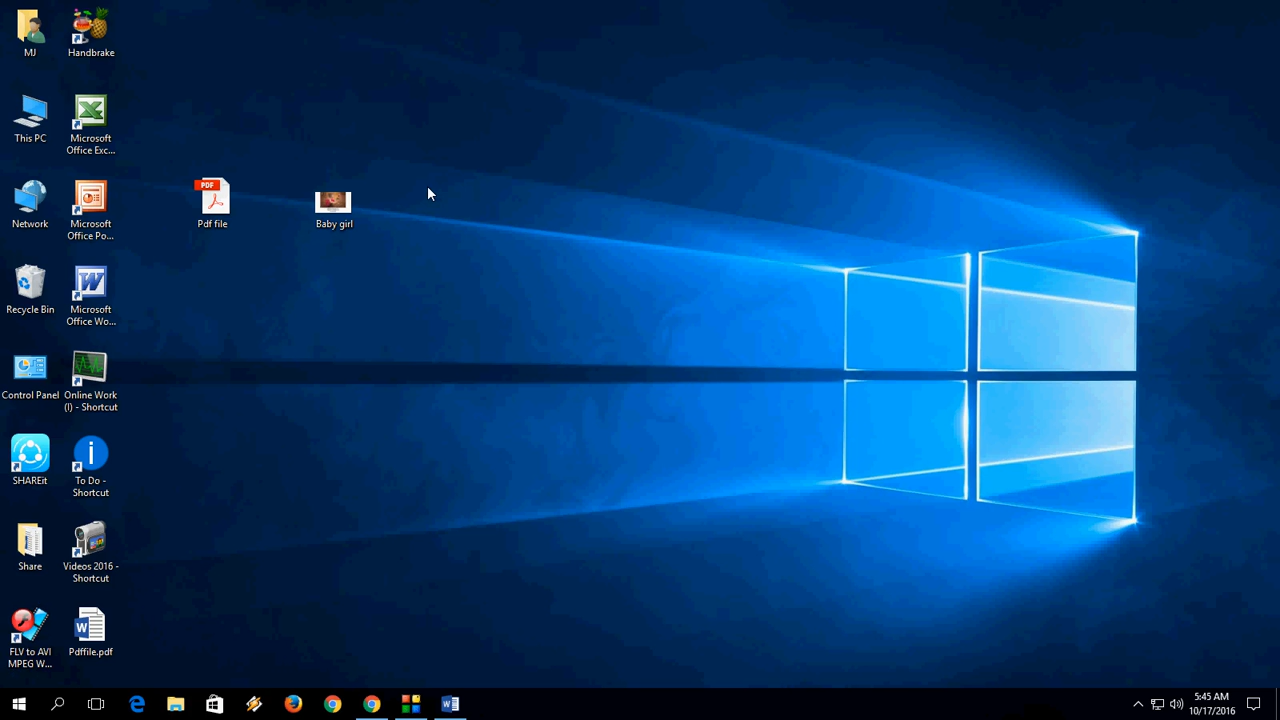 MJ
Handbrake
This PC
Microsoft
Office Exc...
PDF
Pdf file
Baby girl
Network
Microsoft
Office Po...
Recycle Bin
Microsoft
Office Wo...
Control Panel
Online Work
(I) - Shortcut
SHAREit
To Do -
Shortcut
Share
Videos 2016 -
Shortcut
FLV to AVI
MPEG W...
Pdffile.pdf
5:45 AM
10/17/2016